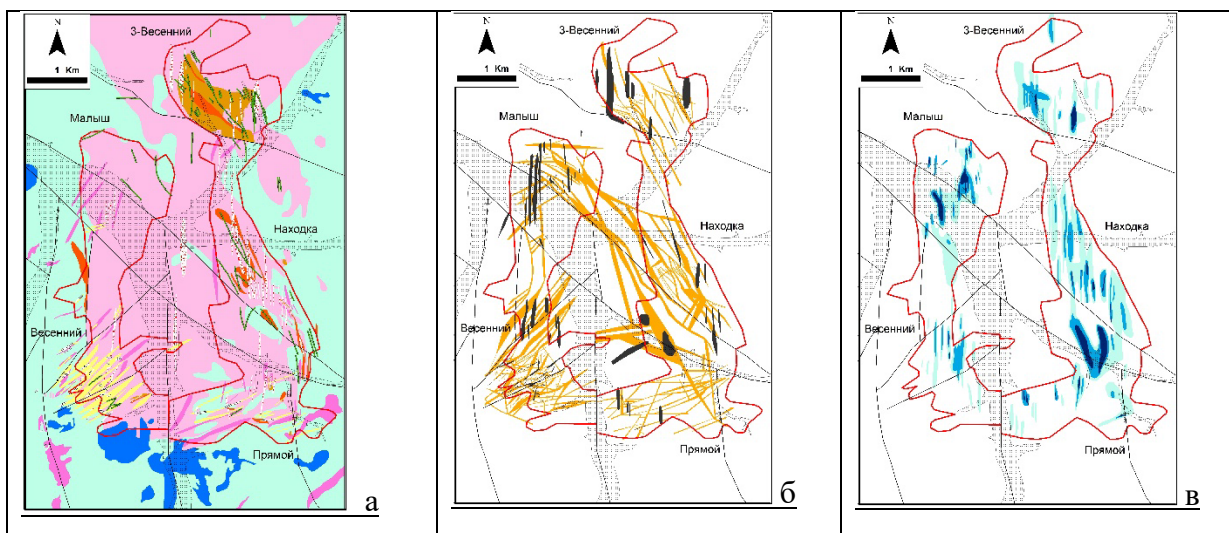 N
3-Весенний
1 Km
Малыш
Находка
Весенний
Прямой
а
N
3-Весенний
1 Km
Малыш
Находка
Весенний
Прямой
б
N
3-Весенний
1 Km
Малыш
Находка
Весенний
Прямой
в